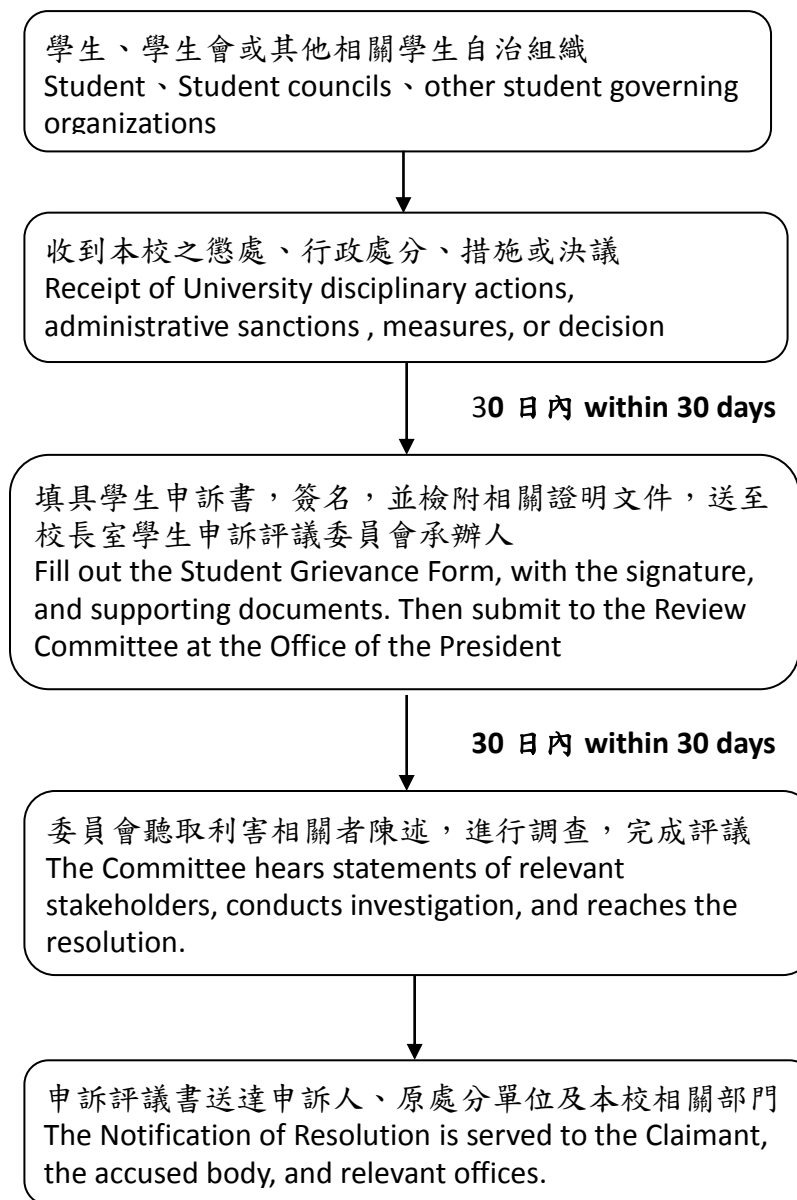 學生、學生會或其他相關學生自治組織
Student、Student councils、other student governing
organizations
收到本校之懲處、行政處分、措施或決議
Receipt of University disciplinary actions,
administrative sanctions , measures, or decision
30 日內 within 30 days
填具學生申訴書，簽名，並檢附相關證明文件，送至
校長室學生申訴評議委員會承辦人
Fill out the Student Grievance Form, with the signature,
and supporting documents. Then submit to the Review
Committee at the Office of the President
30 日內 within 30 days
委員會聽取利害相關者陳述，進行調查，完成評議
The Committee hears statements of relevant
stakeholders, conducts investigation, and reaches the
resolution.
申訴評議書送達申訴人、原處分單位及本校相關部門
The Notification of Resolution is served to the Claimant,
the accused body, and relevant offices.